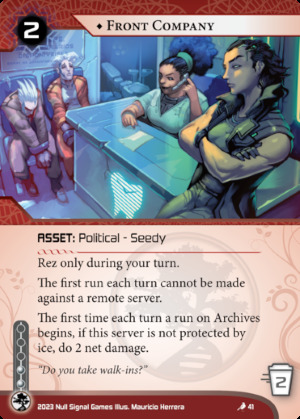 2
◆ Front Company
ASSET: Political - Seedy
Rez only during your turn.
The first run each turn cannot be made
against a remote server.
The first time each turn a run on Archives
begins, if this server is not protected by
ice, do 2 net damage.
"Do you take walk-ins?"
2
2023 Null Signal Games Illus. Mauricio Herrera
41